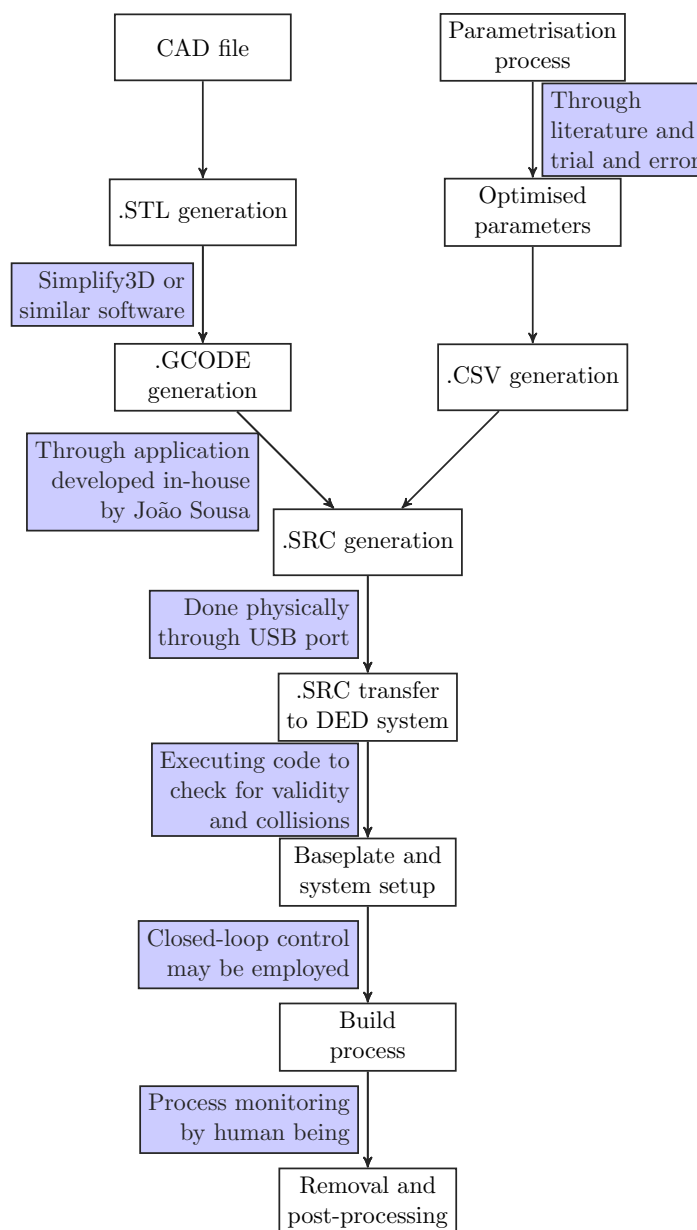 CAD file
Parametrisation
process
Through
literature and
trial and error
.STL generation
Optimised
parameters
Simplify3D or
similar software
.GCODE
generation
.CSV generation
Through application
developed in-house
by João Sousa
.SRC generation
Done physically
through USB port
.SRC transfer
to DED system
Executing code to
check for validity
and collisions
Baseplate and
system setup
Closed-loop control
may be employed
Build
process
Process monitoring
by human being
Removal and
post-processing